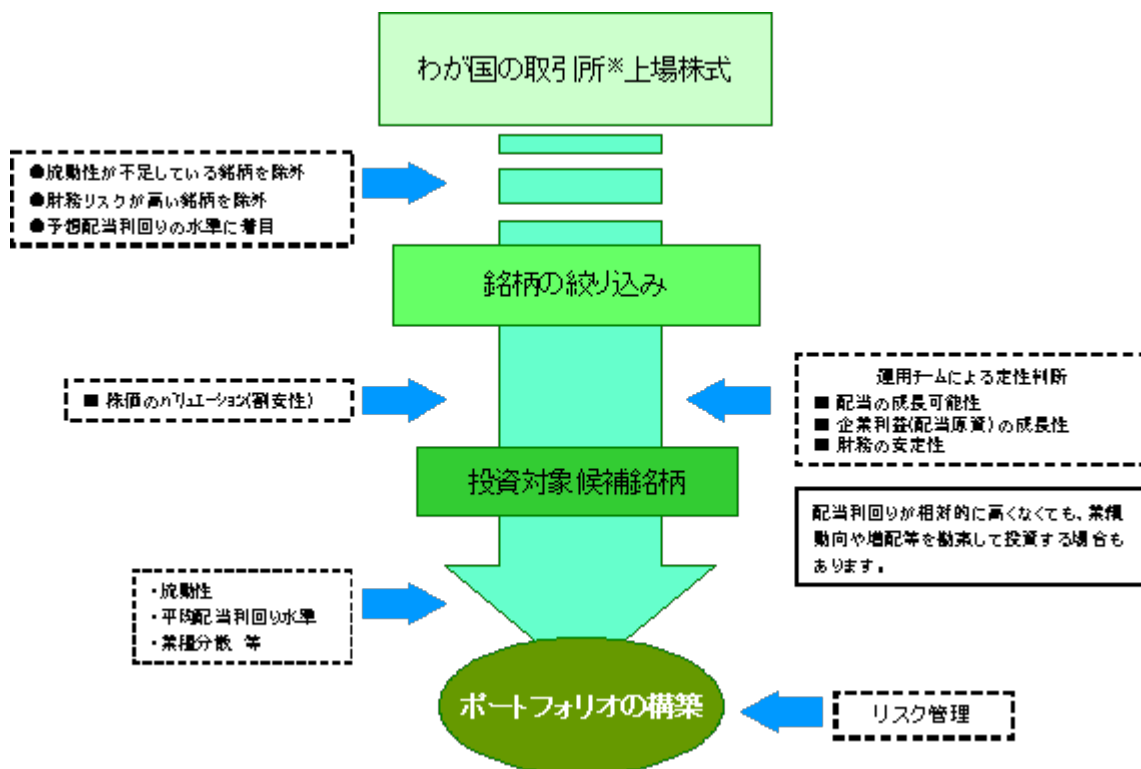 わが国の取引所※上場株式
●流動性が不足している銘柄を除外
●財務リスクが高い銘柄を除外
●予想配当利回りの水準に着目
銘柄の絞り込み
■ 株価のバリュエーション(割安性)
運用チームによる定性判断
■ 配当の成長可能性
■ 企業利益(配当原資)の成長性
■ 財務の安定性
投資対象候補銘柄
配当利回りが相対的に高くなくても、業績
動向や増配等を勘案して投資する場合も
あります。
・流動性
・平均配当利回り水準
・業種分散 等
ポートフォリオの構築
リスク管理